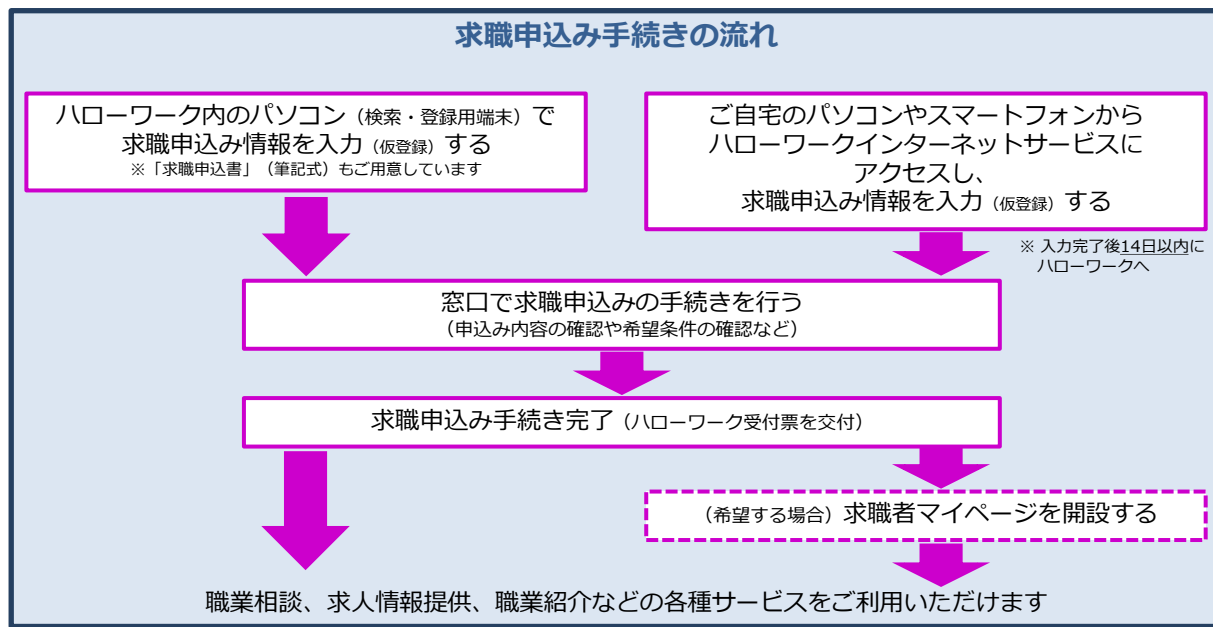 求職申込み手続きの流れ
ハローワーク内のパソコン（検索・登録用端末）で
求職申込み情報を入力（仮登録）する
※「求職申込書」（筆記式）もご用意しています
ご自宅のパソコンやスマートフォンから
ハローワークインターネットサービスに
アクセスし、
求職申込み情報を入力（仮登録）する
※ 入力完了後14日以内に
ハローワークへ
窓口で求職申込みの手続きを行う
（申込み内容の確認や希望条件の確認など）
求職申込み手続き完了（ハローワーク受付票を交付）
（希望する場合）求職者マイページを開設する
職業相談、求人情報提供、職業紹介などの各種サービスをご利用いただけます